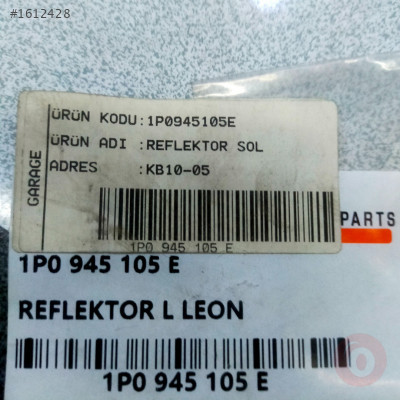 #1612428
ÜRÜN KODU:1P0945105E
ÜRÜN ADI :REFLEKTOR SOL
ADRES :KB10-05
GARAGE
1P0 945 105 E
PARTS
1P0 945 105 E
REFLEKTOR L LEON
1P0 945 105 E